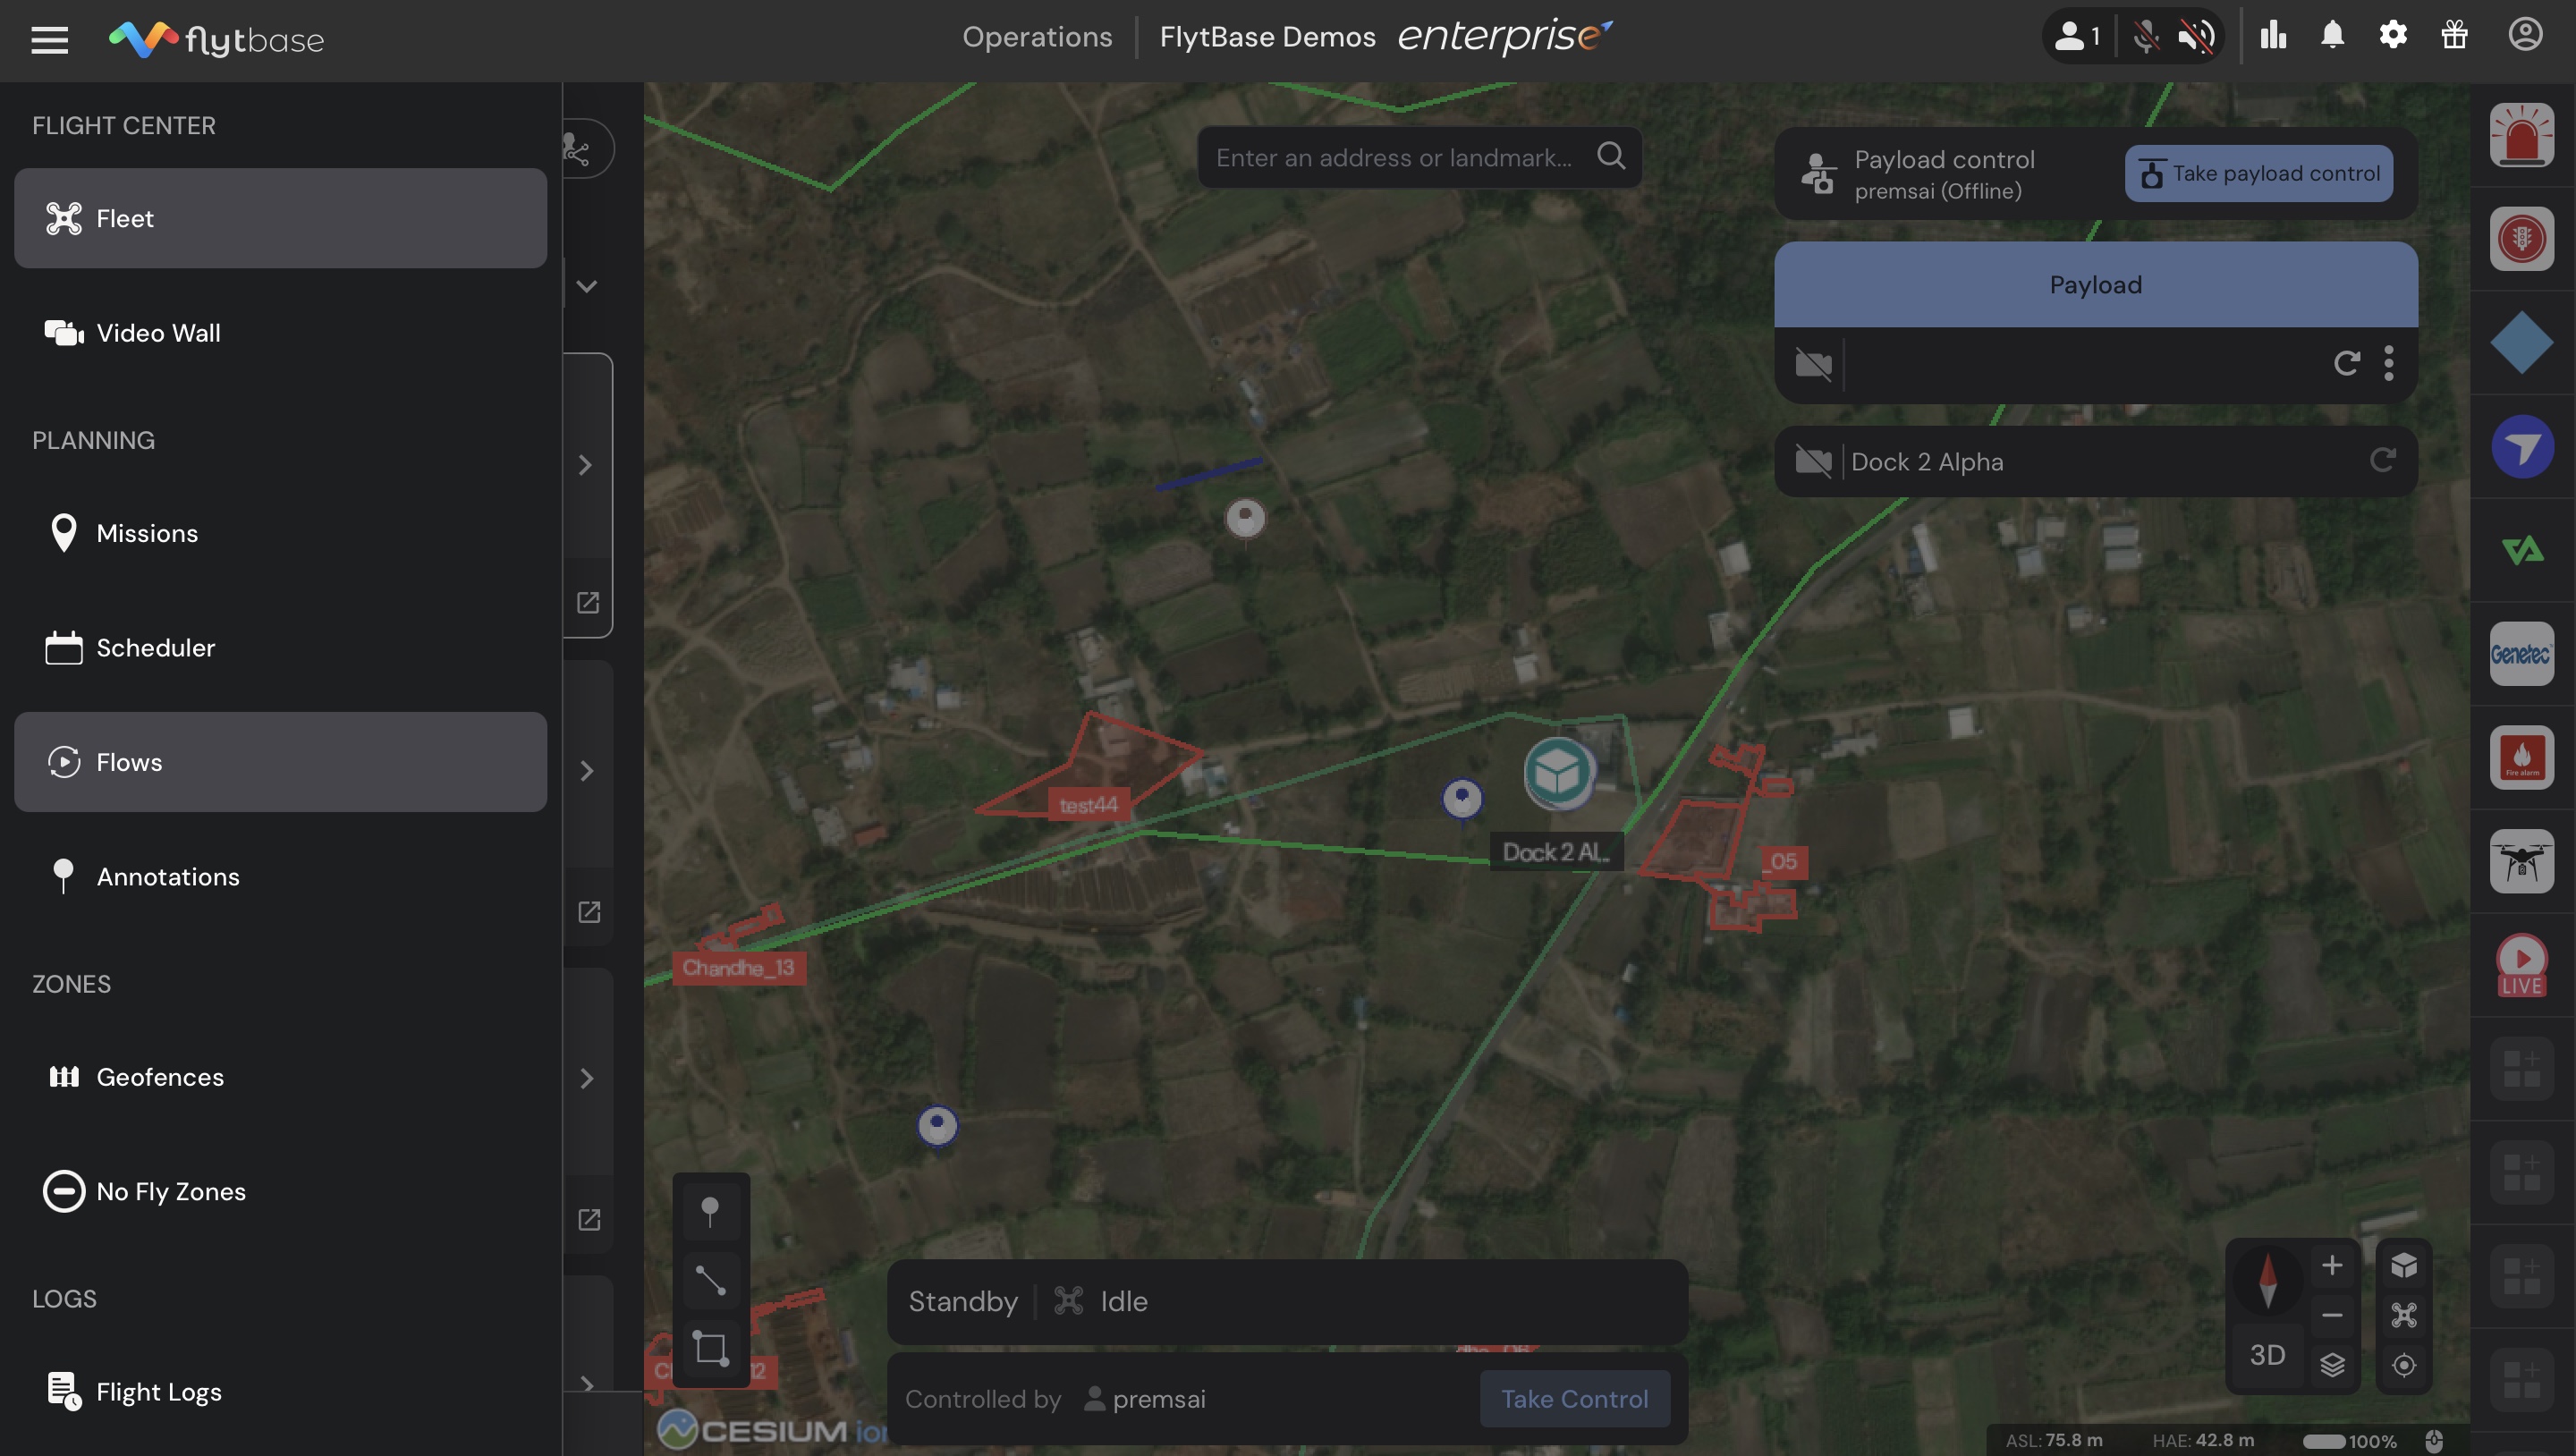 flytbase
Operations
FlytBase Demos
enterprise
1
FLIGHT CENTER
Fleet
Video Wall
PLANNING
Missions
Scheduler
Flows
Annotations
ZONES
Geofences
No Fly Zones
LOGS
Flight Logs
Enter an address or landmark...
Payload control
premsai (Offline)
Take payload control
Payload
Dock 2 Alpha
test44
Dock 2 Al...
_05
Chandhe_13
Standby
Idle
Controlled by
premsai
Take Control
CESIUM ion
3D
ASL: 75.8 m
HAE: 42.8 m
100%
Genetec
Fire alarm
LIVE